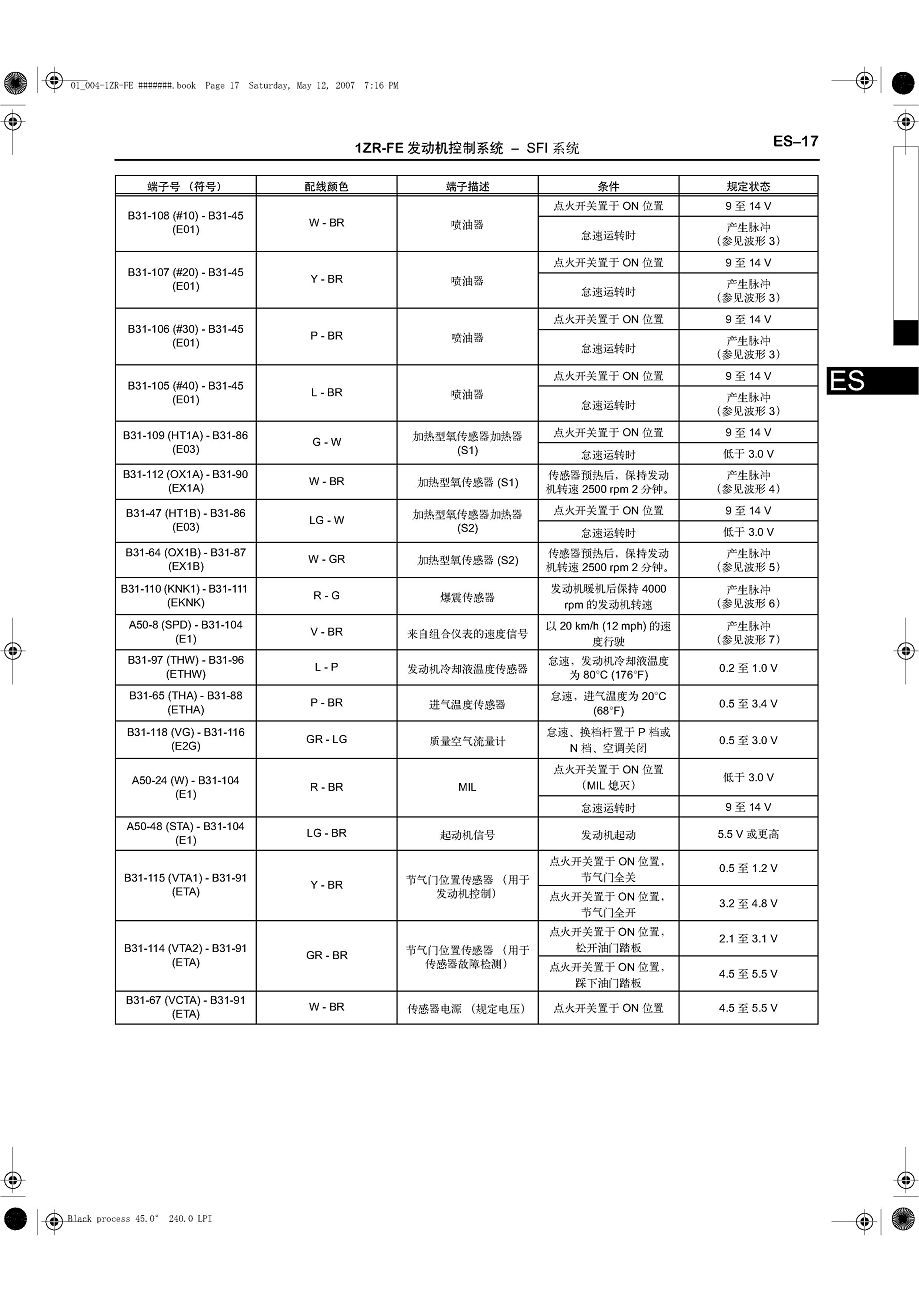 01_004-1ZR-FE #######.book Page 17 Saturday, May 12, 2007 7:16 PM
1ZR-FE 发动机控制系统 – SFI 系统
ES–17
端子号 （符号） 配线颜色 端子描述 条件 规定状态
B31-108 (#10) - B31-45
(E01)
W - BR
喷油器
点火开关置于 ON 位置 9 至 14 V
怠速运转时
产生脉冲
（参见波形 3）
B31-107 (#20) - B31-45
(E01)
Y - BR
喷油器
点火开关置于 ON 位置 9 至 14 V
怠速运转时
产生脉冲
（参见波形 3）
B31-106 (#30) - B31-45
(E01)
P - BR
喷油器
点火开关置于 ON 位置 9 至 14 V
怠速运转时
产生脉冲
（参见波形 3）
B31-105 (#40) - B31-45
(E01)
L - BR
喷油器
点火开关置于 ON 位置 9 至 14 V
怠速运转时
产生脉冲
（参见波形 3）
ES
B31-109 (HT1A) - B31-86
(E03)
G - W
加热型氧传感器加热器
(S1)
点火开关置于 ON 位置 9 至 14 V
怠速运转时 低于 3.0 V
B31-112 (OX1A) - B31-90
(EX1A)
W - BR
加热型氧传感器 (S1)
传感器预热后，保持发动
机转速 2500 rpm 2 分钟。
产生脉冲
（参见波形 4）
B31-47 (HT1B) - B31-86
(E03)
LG - W
加热型氧传感器加热器
(S2)
点火开关置于 ON 位置 9 至 14 V
怠速运转时 低于 3.0 V
B31-64 (OX1B) - B31-87
(EX1B)
W - GR
加热型氧传感器 (S2)
传感器预热后，保持发动
机转速 2500 rpm 2 分钟。
产生脉冲
（参见波形 5）
B31-110 (KNK1) - B31-111
(EKNK)
R - G
爆震传感器
发动机暖机后保持 4000
rpm 的发动机转速
产生脉冲
（参见波形 6）
A50-8 (SPD) - B31-104
(E1)
V - BR
来自组合仪表的速度信号
以 20 km/h (12 mph) 的速
度行驶
产生脉冲
（参见波形 7）
B31-97 (THW) - B31-96
(ETHW)
L - P
发动机冷却液温度传感器
怠速，发动机冷却液温度
为 80°C (176°F)
0.2 至 1.0 V
B31-65 (THA) - B31-88
(ETHA)
P - BR
进气温度传感器
怠速，进气温度为 20°C
(68°F)
0.5 至 3.4 V
B31-118 (VG) - B31-116
(E2G)
GR - LG
质量空气流量计
怠速、换档杆置于 P 档或
N 档、空调关闭
0.5 至 3.0 V
A50-24 (W) - B31-104
(E1)
R - BR
MIL
点火开关置于 ON 位置
（MIL 熄灭）
低于 3.0 V
怠速运转时 9 至 14 V
A50-48 (STA) - B31-104
(E1)
LG - BR
起动机信号
发动机起动
5.5 V 或更高
B31-115 (VTA1) - B31-91
(ETA)
Y - BR
节气门位置传感器 （用于
发动机控制）
点火开关置于 ON 位置，
节气门全关
0.5 至 1.2 V
点火开关置于 ON 位置，
节气门全开
3.2 至 4.8 V
B31-114 (VTA2) - B31-91
(ETA)
GR - BR
节气门位置传感器 （用于
传感器故障检测）
点火开关置于 ON 位置，
松开油门踏板
2.1 至 3.1 V
点火开关置于 ON 位置，
踩下油门踏板
4.5 至 5.5 V
B31-67 (VCTA) - B31-91
(ETA)
W - BR
传感器电源 （规定电压）
点火开关置于 ON 位置
4.5 至 5.5 V
Black process 45.0° 240.0 LPI